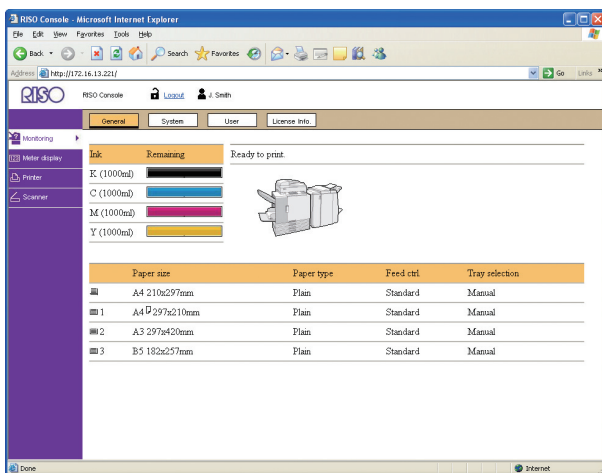 RISO Console - Microsoft Internet Explorer
File Edit View Favorites Tools Help
Back Search Favorites
Address http://172.16.13.221/ Go Links »
RISO RISO Console Logout J. Smith
General System User License Info.
Monitoring
Meter display
Printer
Scanner
Ink Remaining Ready to print.
K (1000ml)
C (1000ml)
M (1000ml)
Y (1000ml)
Paper size Paper type Feed ctrl. Tray selection
A4 210x297mm Plain Standard Manual
1 A4 297x210mm Plain Standard Manual
2 A3 297x420mm Plain Standard Manual
3 B5 182x257mm Plain Standard Manual
Done Internet